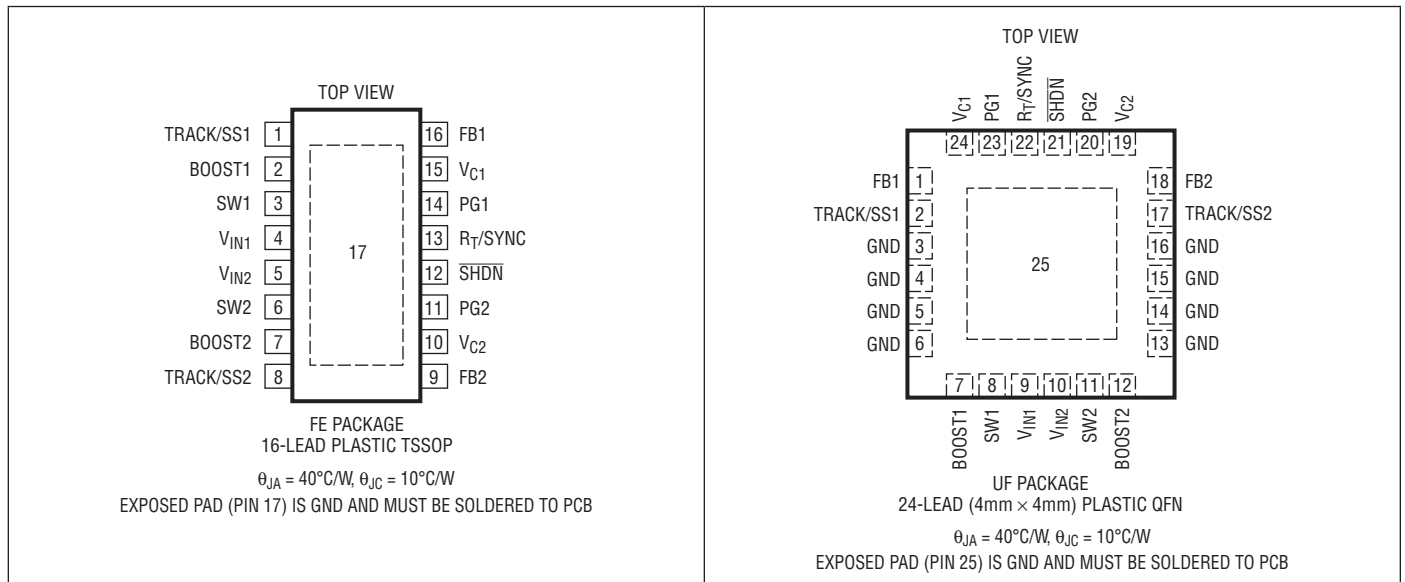 TOP VIEW
TRACK/SS1 1 16 FB1
BOOST1 2 15 VC1
SW1 3 14 PG1
VIN1 4 13 RT/SYNC
VIN2 5 12 SHDN
SW2 6 11 PG2
BOOST2 7 10 VC2
TRACK/SS2 8 9 FB2
17
FE PACKAGE
16-LEAD PLASTIC TSSOP
θJA = 40°C/W, θJC = 10°C/W
EXPOSED PAD (PIN 17) IS GND AND MUST BE SOLDERED TO PCB
TOP VIEW
VC1 PG1 RT/SYNC SHDN PG2 VC2
24 23 22 21 20 19
FB1 1 18 FB2
TRACK/SS1 2 17 TRACK/SS2
GND 3 16 GND
GND 4 15 GND
GND 5 14 GND
GND 6 13 GND
25
7 8 9 10 11 12
BOOST1 SW1 VIN1 VIN2 SW2 BOOST2
UF PACKAGE
24-LEAD (4mm × 4mm) PLASTIC QFN
θJA = 40°C/W, θJC = 10°C/W
EXPOSED PAD (PIN 25) IS GND AND MUST BE SOLDERED TO PCB